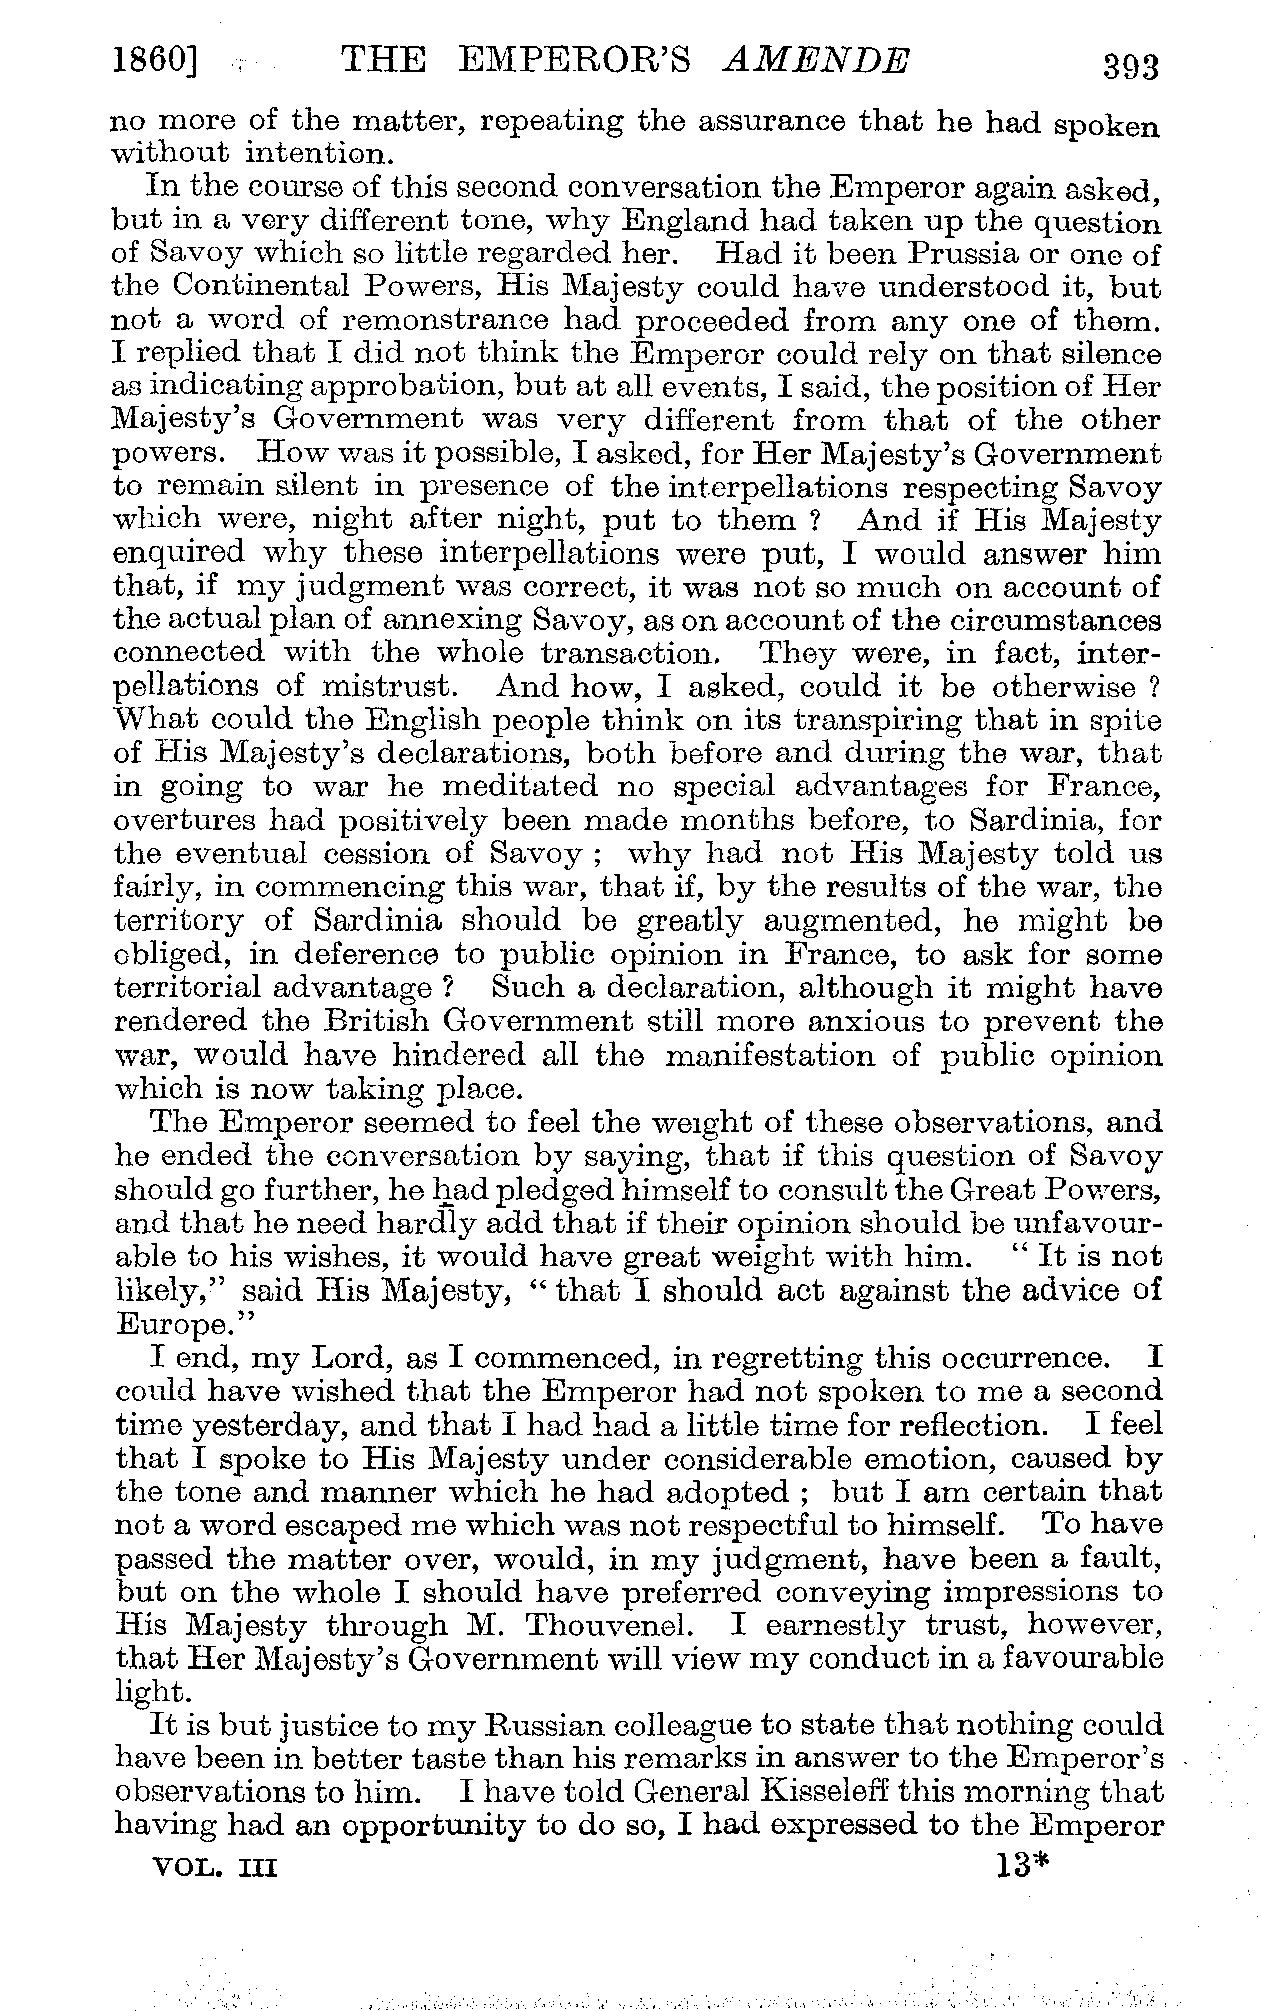 1860] THE EMPEROR'S AMENDE 393
no more of the matter, repeating the assurance that he had spoken
without intention.
In the course of this second conversation the Emperor again asked,
but in a very different tone, why England had taken up the question
of Savoy which so little regarded her. Had it been Prussia or one of
the Continental Powers, His Majesty could have understood it, but
not a word of remonstrance had proceeded from any one of them.
I replied that I did not think the Emperor could rely on that silence
as indicating approbation, but at all events, I said, the position of Her
Majesty's Government was very different from that of the other
powers. How was it possible, I asked, for Her Majesty's Government
to remain silent in presence of the interpellations respecting Savoy
which were, night after night, put to them ? And if His Majesty
enquired why these interpellations were put, I would answer him
that, if my judgment was correct, it was not so much on account of
the actual plan of annexing Savoy, as on account of the circumstances
connected with the whole transaction. They were, in fact, inter-
pellations of mistrust. And how, I asked, could it be otherwise ?
What could the English people think on its transpiring that in spite
of His Majesty's declarations, both before and during the war, that
in going to war he meditated no special advantages for France,
overtures had positively been made months before, to Sardinia, for
the eventual cession of Savoy ; why had not His Majesty told us
fairly, in commencing this war, that if, by the results of the war, the
territory of Sardinia should be greatly augmented, he might be
obliged, in deference to public opinion in France, to ask for some
territorial advantage ? Such a declaration, although it might have
rendered the British Government still more anxious to prevent the
war, would have hindered all the manifestation of public opinion
which is now taking place.
The Emperor seemed to feel the weight of these observations, and
he ended the conversation by saying, that if this question of Savoy
should go further, he had pledged himself to consult the Great Powers,
and that he need hardly add that if their opinion should be unfavour-
able to his wishes, it would have great weight with him. " It is not
likely," said His Majesty, " that I should act against the advice of
Europe."
I end, my Lord, as I commenced, in regretting this occurrence. I
could have wished that the Emperor had not spoken to me a second
time yesterday, and that I had had a little time for reflection. I feel
that I spoke to His Majesty under considerable emotion, caused by
the tone and manner which he had adopted ; but I am certain that
not a word escaped me which was not respectful to himself. To have
passed the matter over, would, in my judgment, have been a fault,
but on the whole I should have preferred conveying impressions to
His Majesty through M. Thouvenel. I earnestly trust, however,
that Her Majesty's Government will view my conduct in a favourable
light.
It is but justice to my Russian colleague to state that nothing could
have been in better taste than his remarks in answer to the Emperor's
observations to him. I have told General Kisseleff this morning that
having had an opportunity to do so, I had expressed to the Emperor
VOL. III 13*